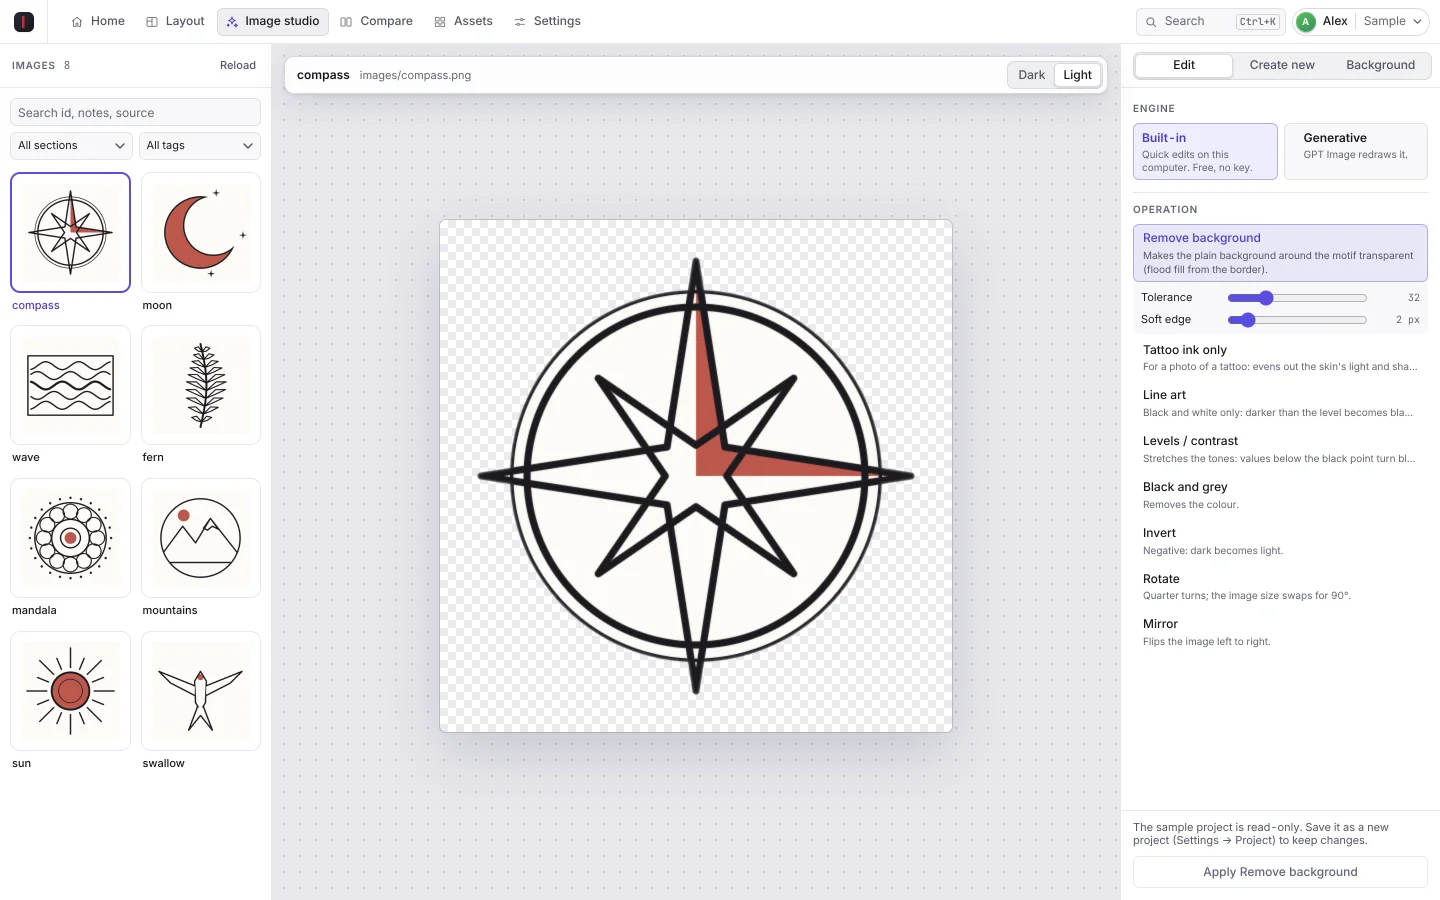 Home
Layout
Image studio
Compare
Assets
Settings
Search
Ctrl+K
A
Alex
Sample
IMAGES 8
Reload
Search id, notes, source
All sections
All tags
compass
moon
wave
fern
mandala
mountains
sun
swallow
compass images/compass.png
Dark
Light
Edit
Create new
Background
ENGINE
Built-in
Quick edits on this
computer. Free, no key.
Generative
GPT Image redraws it.
OPERATION
Remove background
Makes the plain background around the motif transparent
(flood fill from the border).
Tolerance 32
Soft edge 2 px
Tattoo ink only
For a photo of a tattoo: evens out the skin's light and sha...
Line art
Black and white only: darker than the level becomes bla...
Levels / contrast
Stretches the tones: values below the black point turn bl...
Black and grey
Removes the colour.
Invert
Negative: dark becomes light.
Rotate
Quarter turns; the image size swaps for 90°.
Mirror
Flips the image left to right.
The sample project is read-only. Save it as a new
project (Settings → Project) to keep changes.
Apply Remove background